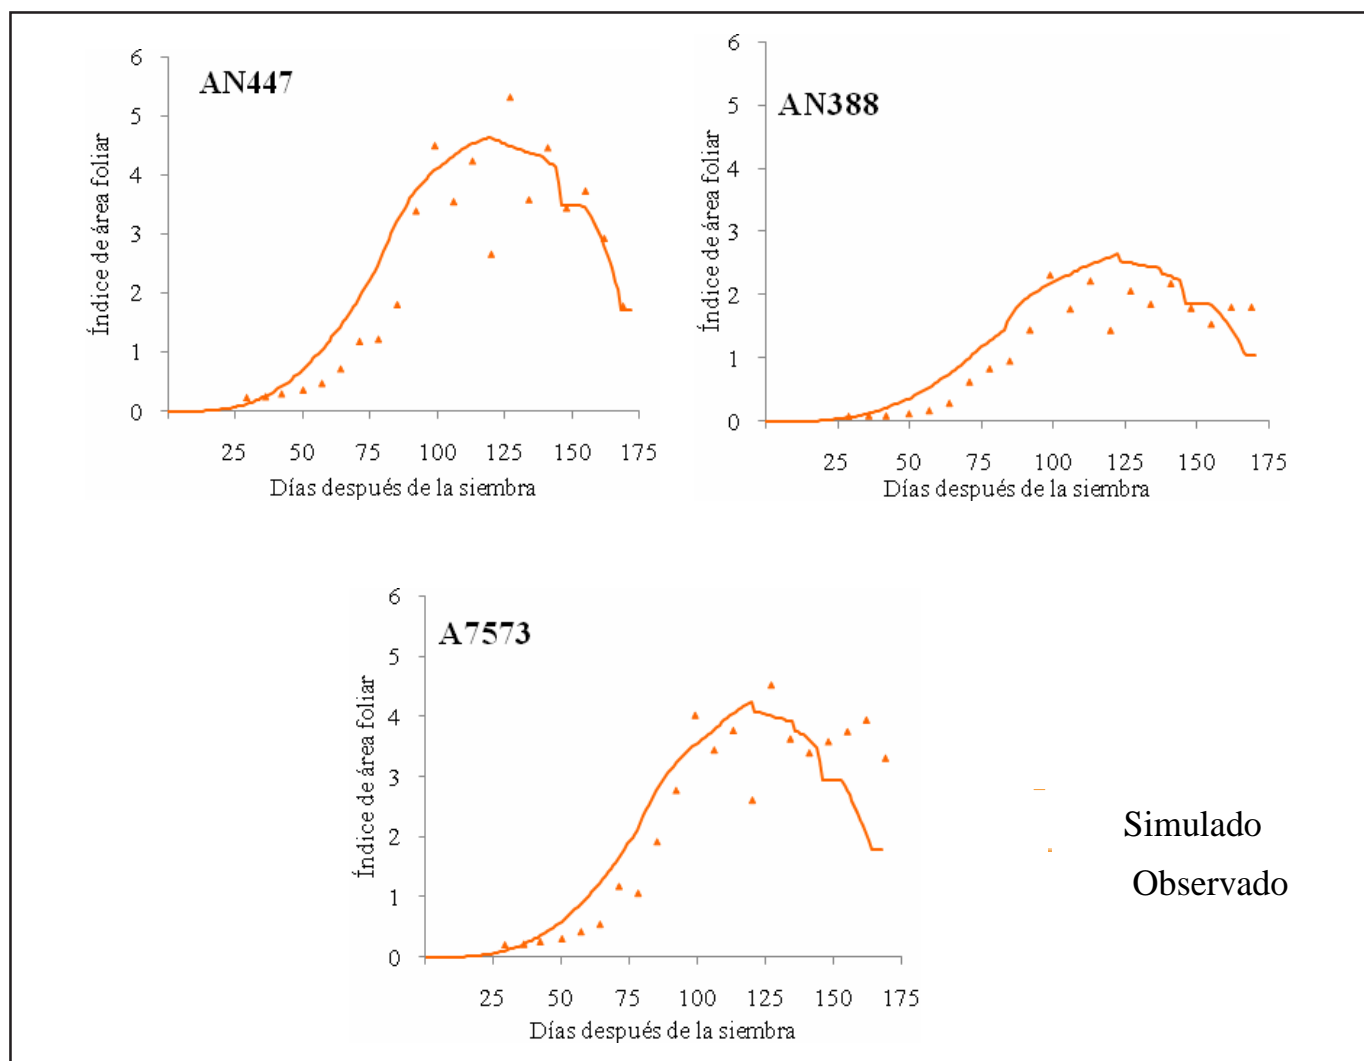 AN447
Índice de área foliar
6
5
4
3
2
1
0
25 50 75 100 125 150 175
Días después de la siembra
AN388
Índice de área foliar
6
5
4
3
2
1
0
25 50 75 100 125 150 175
Días después de la siembra
A7573
Índice de área foliar
6
5
4
3
2
1
0
25 50 75 100 125 150 175
Días después de la siembra
Simulado
Observado